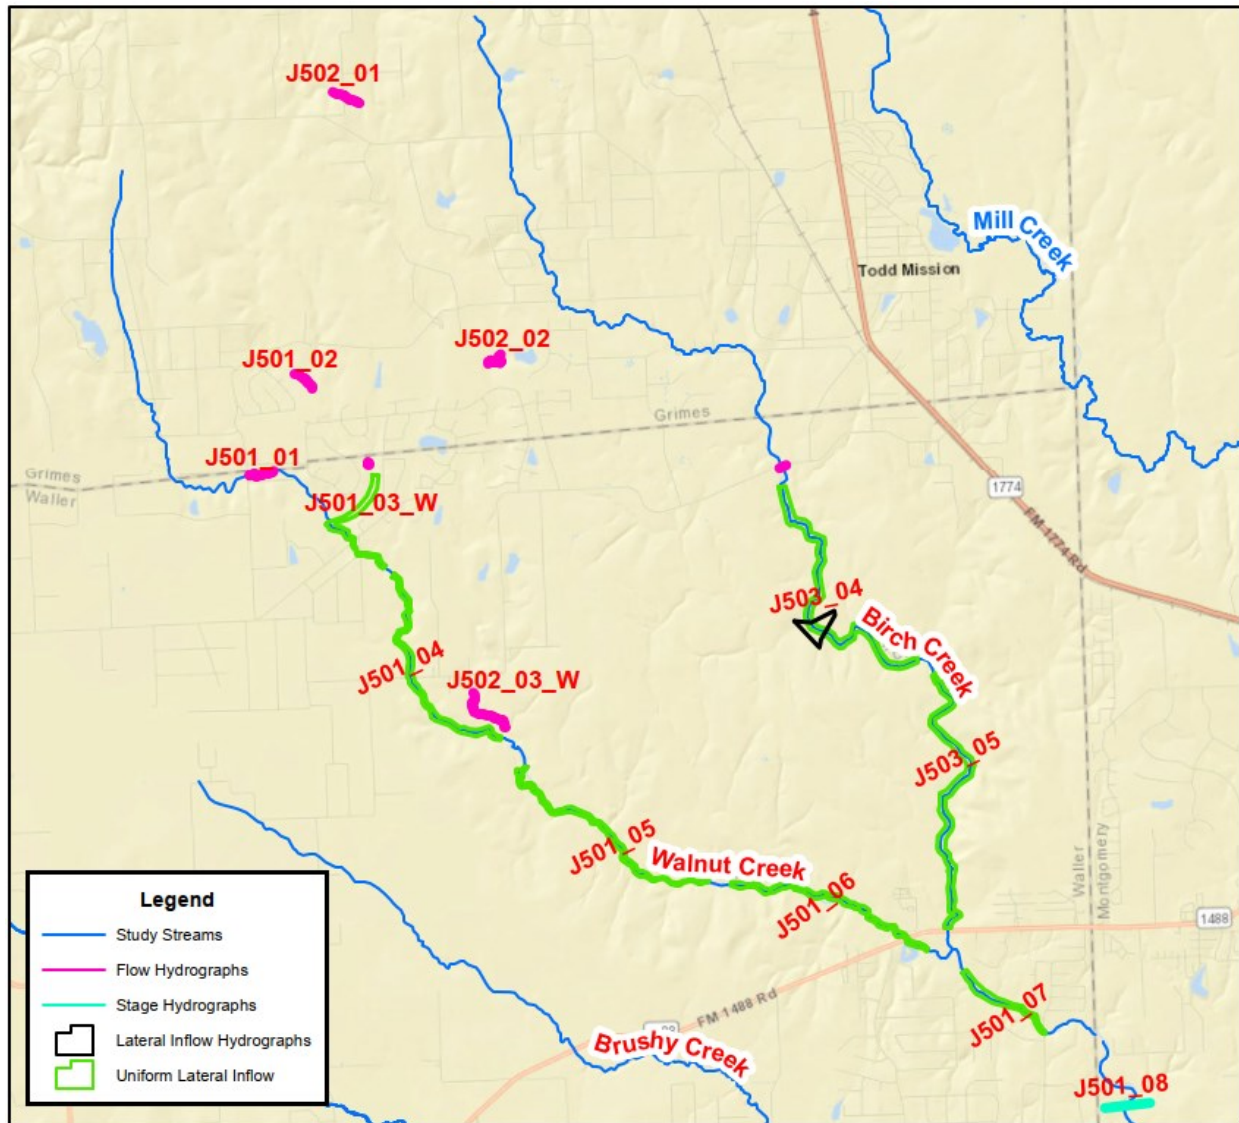 J502_01
Mill Creek
Todd Mission
J502_02
J501_02
Grimes
J501_01
Grimes
Waller
J501_03_W
1774
FM 1774 Rd
J503_04
Birch Creek
J501_04
J502_03_W
J503_05
J501_05
Walnut Creek
J501_06
Waller
Montgomery
1488
FM 1488 Rd
J501_07
Brushy Creek
J501_08
Legend
Study Streams
Flow Hydrographs
Stage Hydrographs
Lateral Inflow Hydrographs
Uniform Lateral Inflow